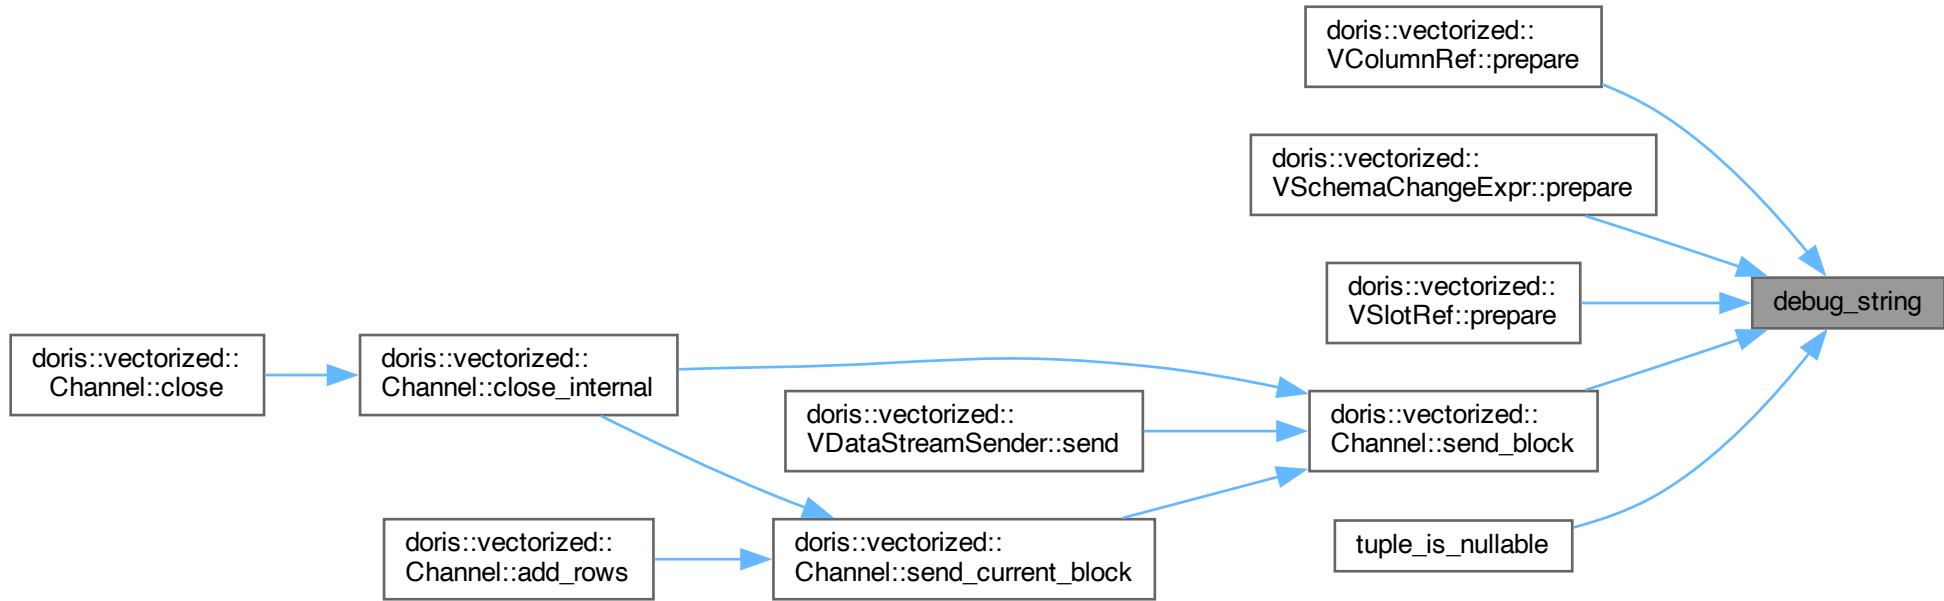 doris::vectorized::
VColumnRef::prepare
doris::vectorized::
VSchemaChangeExpr::prepare
doris::vectorized::
VSlotRef::prepare
debug_string
doris::vectorized::
Channel::close
doris::vectorized::
Channel::close_internal
doris::vectorized::
VDataStreamSender::send
doris::vectorized::
Channel::send_block
doris::vectorized::
Channel::add_rows
doris::vectorized::
Channel::send_current_block
tuple_is_nullable